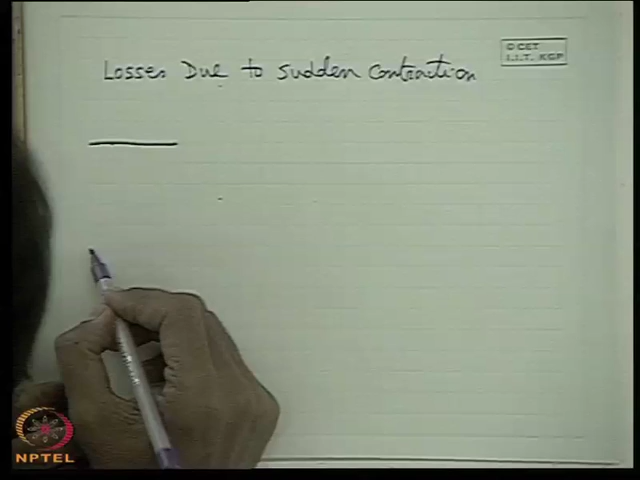 Losses Due to Sudden Contraction
© CET
I.I.T. KGP
NPTEL